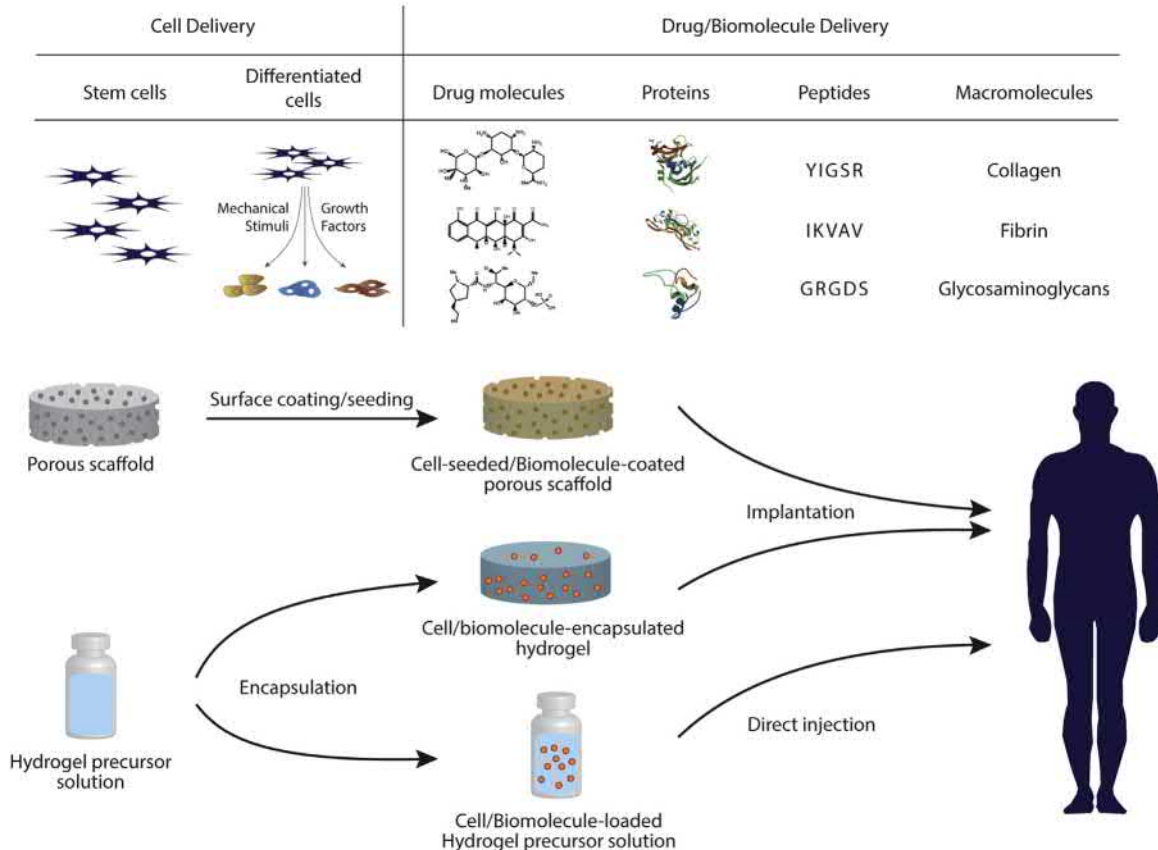 Cell Delivery
Drug/Biomolecule Delivery
Stem cells
Differentiated
cells
Drug molecules
Proteins
Peptides
Macromolecules
Mechanical
Stimuli
Growth
Factors
YIGSR
Collagen
IKVAV
Fibrin
GRGDS
Glycosaminoglycans
Porous scaffold
Surface coating/seeding
Cell-seeded/Biomolecule-coated
porous scaffold
Implantation
Cell/biomolecule-encapsulated
hydrogel
Hydrogel precursor
solution
Encapsulation
Direct injection
Cell/Biomolecule-loaded
Hydrogel precursor solution